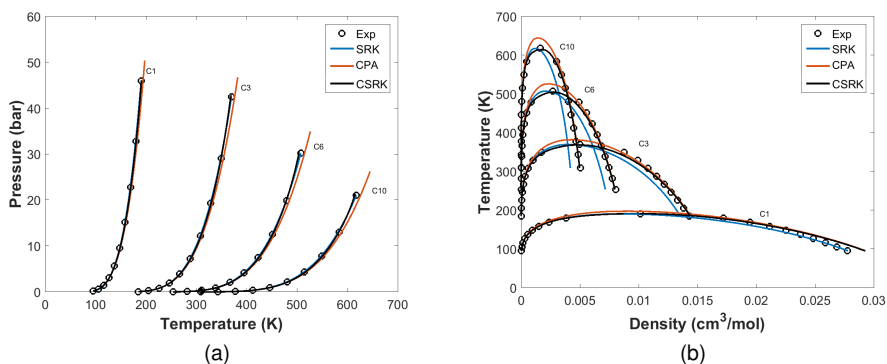 60
50
40
30
20
10
0
Pressure (bar)
0
100
200
300
400
500
600
700
Temperature (K)
C1
C3
C6
C10
Exp
SRK
CPA
CSRK
(a)
700
600
500
400
300
200
100
0
Temperature (K)
0
0.005
0.01
0.015
0.02
0.025
0.03
Density (cm³/mol)
C10
C6
C3
C1
Exp
SRK
CPA
CSRK
(b)